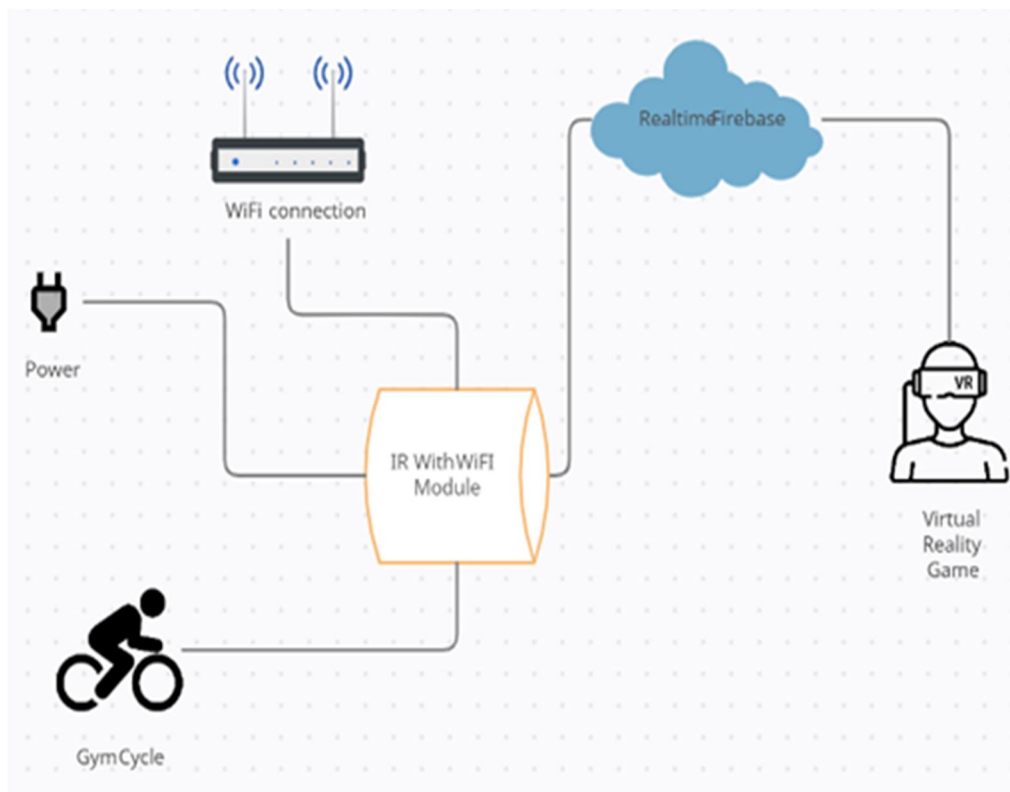 RealtimeFirebase
WiFi connection
Power
VR
IR WithWiFI
Module
Virtual
Reality
Game
GymCycle